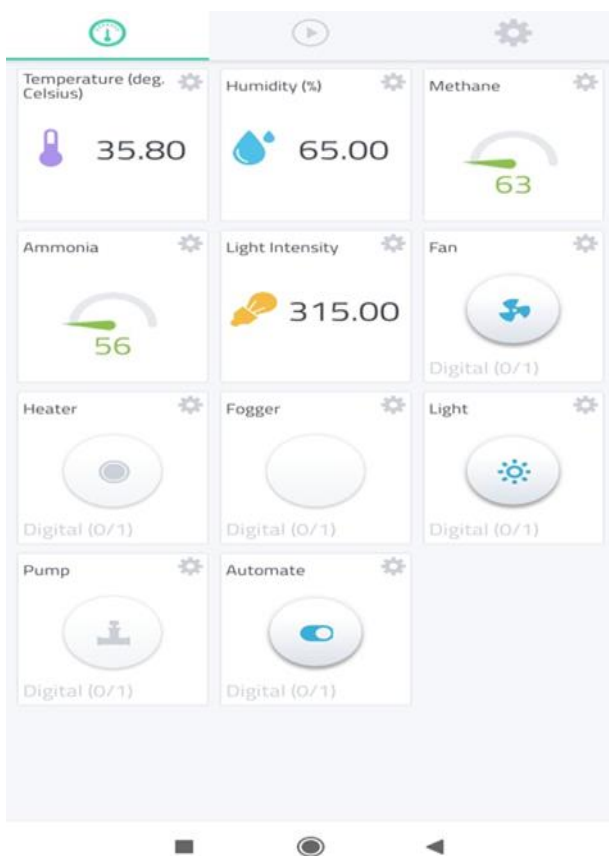 Temperature (deg.
Celsius)
35.80
Humidity (%)
65.00
Methane
63
Ammonia
56
Light Intensity
315.00
Fan
Digital (0/1)
Heater
Digital (0/1)
Fogger
Digital (0/1)
Light
Digital (0/1)
Pump
Digital (0/1)
Automate
Digital (0/1)